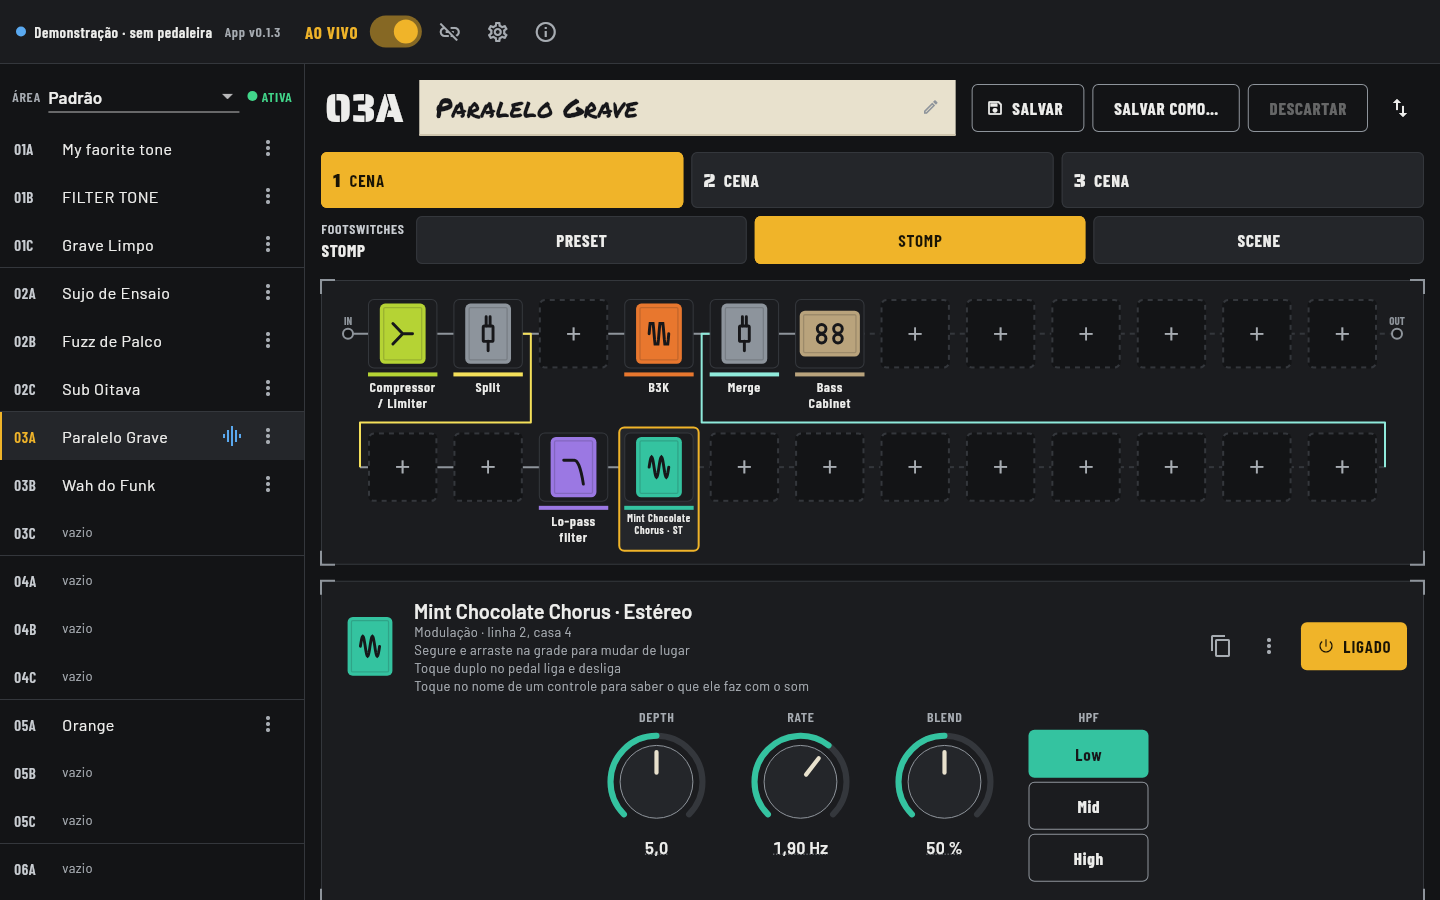 Demonstração · sem pedaleira App v0.1.3 AO VIVO
ÁREA Padrão ATIVA
01A My faorite tone
01B FILTER TONE
01C Grave Limpo
02A Sujo de Ensaio
02B Fuzz de Palco
02C Sub Oitava
03A Paralelo Grave
03B Wah do Funk
03C vazio
04A vazio
04B vazio
04C vazio
05A Orange
05B vazio
05C vazio
06A vazio
03A Paralelo Grave SALVAR SALVAR COMO... DESCARTAR
1 CENA 2 CENA 3 CENA
FOOTSWITCHES
STOMP
PRESET STOMP SCENE
IN OUT
Compressor
/ Limiter
Split
B3K
Merge
Bass
Cabinet
Lo-pass
filter
Mint Chocolate
Chorus · ST
Mint Chocolate Chorus · Estéreo
Modulação · linha 2, casa 4
Segure e arraste na grade para mudar de lugar
Toque duplo no pedal liga e desliga
Toque no nome de um controle para saber o que ele faz com o som
LIGADO
DEPTH RATE BLEND HPF
Low
Mid
High
5,0 1,90 Hz 50 %